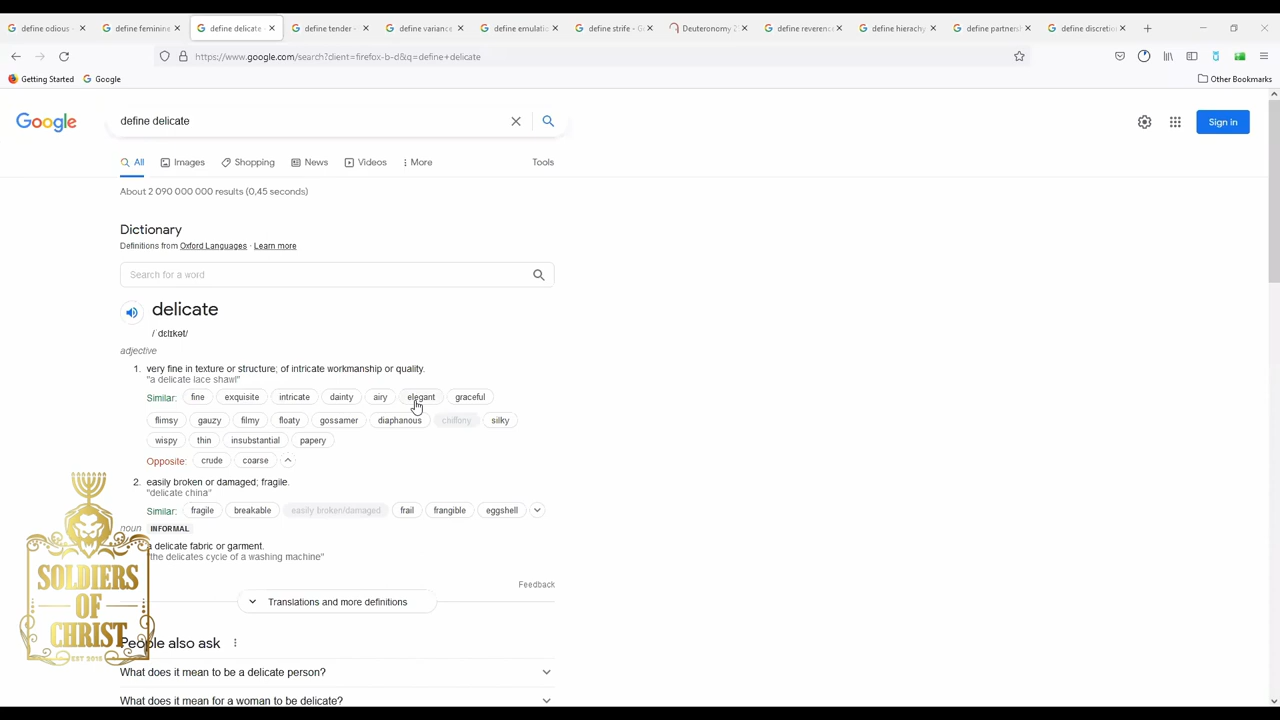 define odious -
define feminine
define delicate
define tender -
define variance
define emulati
define strife - Go
Deuteronomy 2
define reverenc
define hierarchy
define partnersh
define discretion
https://www.google.com/search?client=firefox-b-d&q=define+delicate
Getting Started
Google
Other Bookmarks
Google
define delicate
Sign in
All
Images
Shopping
News
Videos
More
Tools
About 2 090 000 000 results (0,45 seconds)
Dictionary
Definitions from Oxford Languages · Learn more
Search for a word
delicate
/ˈdɛlɪkət/
adjective
1. very fine in texture or structure; of intricate workmanship or quality.
"a delicate lace shawl"
Similar: fine exquisite intricate dainty airy elegant graceful
flimsy gauzy filmy floaty gossamer diaphanous chiffony silky
wispy thin insubstantial papery
Opposite: crude coarse
2. easily broken or damaged; fragile.
"delicate china"
Similar: fragile breakable easily broken/damaged frail frangible eggshell
noun INFORMAL
a delicate fabric or garment.
"the delicates cycle of a washing machine"
Feedback
Translations and more definitions
People also ask
What does it mean to be a delicate person?
What does it mean for a woman to be delicate?
SOLDIERS
OF
CHRIST